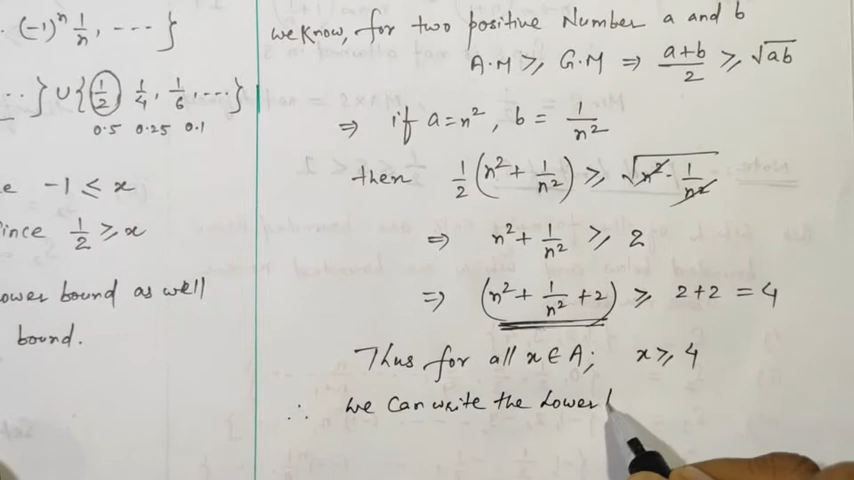 (-1)ⁿ 1/n, ---- }
..} ∪ {1/2, 1/4, 1/6, ...}
0.5 0.25 0.1
-1 ≤ x
ince 1/2 ≥ x
ower bound as well
bound.
we know, for two positive Number a and b
A.M ≥ G.M ⇒ (a+b)/2 ≥ √ab
⇒ if a = n², b = 1/n²
then 1/2 (n² + 1/n²) ≥ √(n² · 1/n²)
⇒ n² + 1/n² ≥ 2
⇒ (n² + 1/n² + 2) ≥ 2+2 = 4
Thus for all x ∈ A; x ≥ 4
∴ we can write the Lower